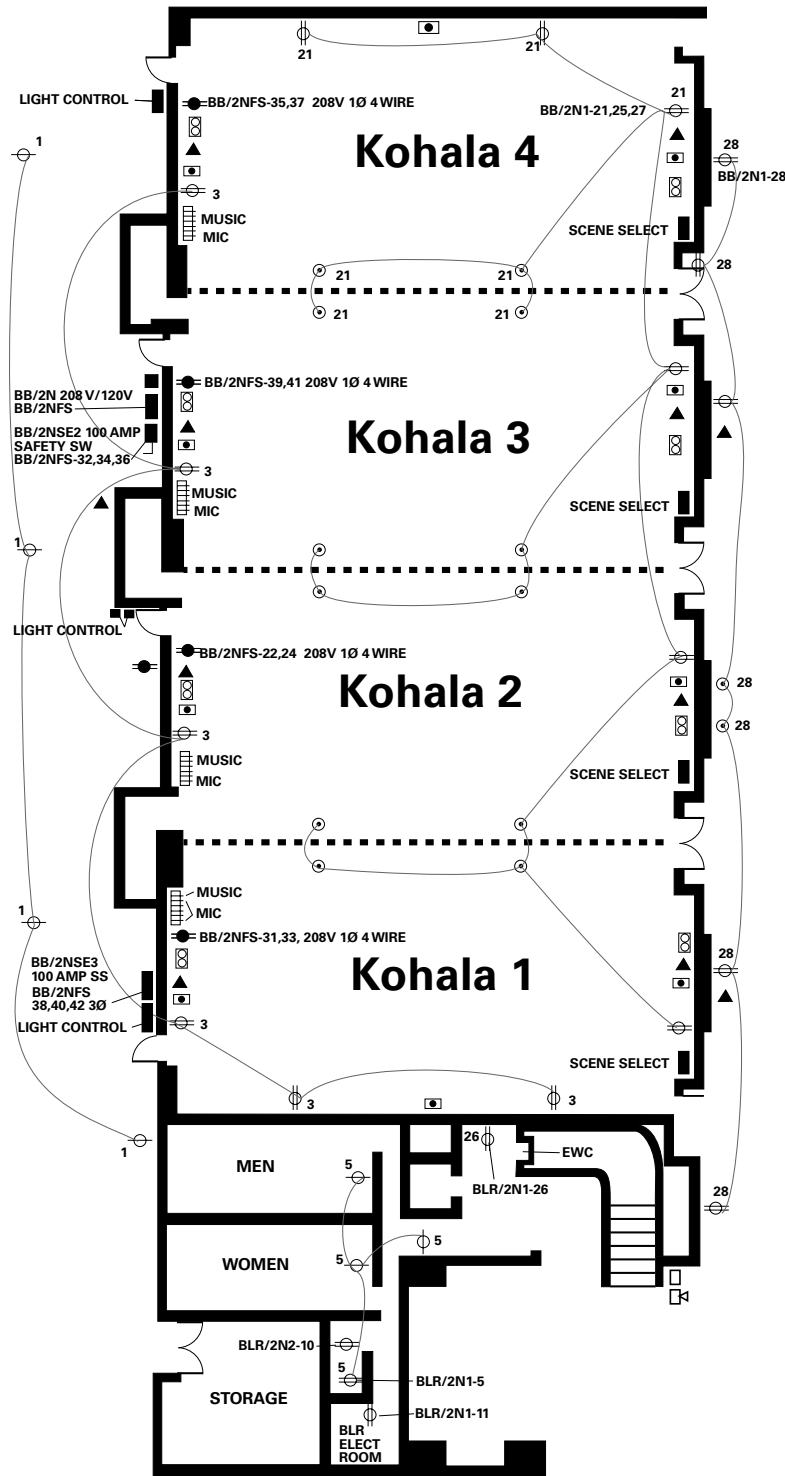 21
21
LIGHT CONTROL
BB/2NFS-35,37 208V 1Ø 4 WIRE
21
BB/2N1-21,25,27
1
Kohala 4
28
BB/2N1-28
3
MUSIC
MIC
SCENE SELECT
28
21
21
21
21
BB/2NFS-39,41 208V 1Ø 4 WIRE
BB/2N 208 V/120V
BB/2NFS
BB/2NSE2 100 AMP
SAFETY SW
BB/2NFS-32,34,36
Kohala 3
3
MUSIC
MIC
SCENE SELECT
1
LIGHT CONTROL
BB/2NFS-22,24 208V 1Ø 4 WIRE
Kohala 2
28
28
3
MUSIC
MIC
SCENE SELECT
MUSIC
MIC
1
BB/2NFS-31,33, 208V 1Ø 4 WIRE
BB/2NSE3
100 AMP SS
BB/2NFS
38,40,42 3Ø
LIGHT CONTROL
Kohala 1
28
3
SCENE SELECT
3
3
1
MEN
26
EWC
5
BLR/2N1-26
28
5
WOMEN
5
BLR/2N2-10
5
BLR/2N1-5
STORAGE
BLR/2N1-11
BLR
ELECT
ROOM